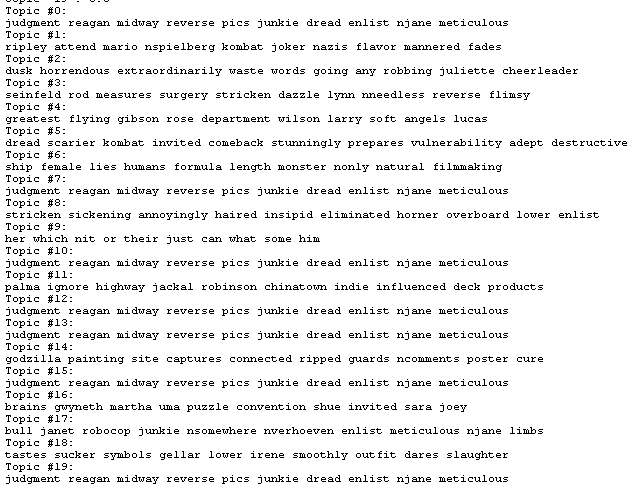 Topic #0:
judgment reagan midway reverse pics junkie dread enlist njane meticulous
Topic #1:
ripley attend mario nspielberg kombat joker nazis flavor mannered fades
Topic #2:
dusk horrendous extraordinarily waste words going any robbing juliette cheerleader
Topic #3:
seinfeld rod measures surgery stricken dazzle lynn nneedless reverse flimsy
Topic #4:
greatest flying gibson rose department wilson larry soft angels lucas
Topic #5:
dread scarier kombat invited comeback stunningly prepares vulnerability adept destructive
Topic #6:
ship female lies humans formula length monster nonly natural filmmaking
Topic #7:
judgment reagan midway reverse pics junkie dread enlist njane meticulous
Topic #8:
stricken sickening annoyingly haired insipid eliminated horner overboard lower enlist
Topic #9:
her which nit or their just can what some him
Topic #10:
judgment reagan midway reverse pics junkie dread enlist njane meticulous
Topic #11:
palma ignore highway jackal robinson chinatown indie influenced deck products
Topic #12:
judgment reagan midway reverse pics junkie dread enlist njane meticulous
Topic #13:
judgment reagan midway reverse pics junkie dread enlist njane meticulous
Topic #14:
godzilla painting site captures connected ripped guards ncomments poster cure
Topic #15:
judgment reagan midway reverse pics junkie dread enlist njane meticulous
Topic #16:
brains gwyneth martha uma puzzle convention shue invited sara joey
Topic #17:
bull janet robocop junkie nsomewhere nverhoeven enlist meticulous njane limbs
Topic #18:
tastes sucker symbols gellar lower irene smoothly outfit dares slaughter
Topic #19:
judgment reagan midway reverse pics junkie dread enlist njane meticulous